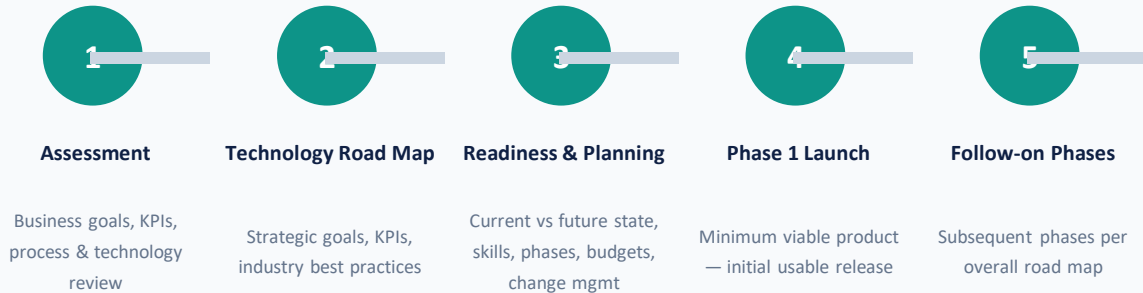 1
2
3
4
5
Assessment
Technology Road Map
Readiness & Planning
Phase 1 Launch
Follow-on Phases
Business goals, KPIs,
process & technology
review
Strategic goals, KPIs,
industry best practices
Current vs future state,
skills, phases, budgets,
change mgmt
Minimum viable product
— initial usable release
Subsequent phases per
overall road map